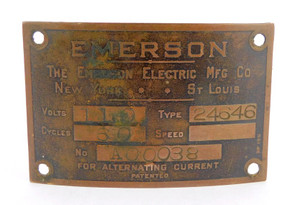 EMERSON
THE EMERSON ELECTRIC MFG CO
NEW YORK ST LOUIS
VOLTS TYPE 24646
CYCLES SPEED
NO
FOR ALTERNATING CURRENT
PATENTED